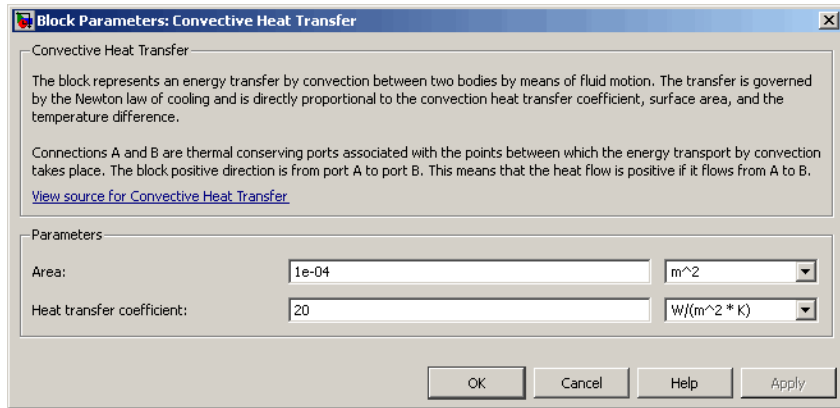 Block Parameters: Convective Heat Transfer
Convective Heat Transfer
The block represents an energy transfer by convection between two bodies by means of fluid motion. The transfer is governed
by the Newton law of cooling and is directly proportional to the convection heat transfer coefficient, surface area, and the
temperature difference.
Connections A and B are thermal conserving ports associated with the points between which the energy transport by convection
takes place. The block positive direction is from port A to port B. This means that the heat flow is positive if it flows from A to B.
View source for Convective Heat Transfer
Parameters
Area: 1e-04 m^2
Heat transfer coefficient: 20 W/(m^2 * K)
OK Cancel Help Apply